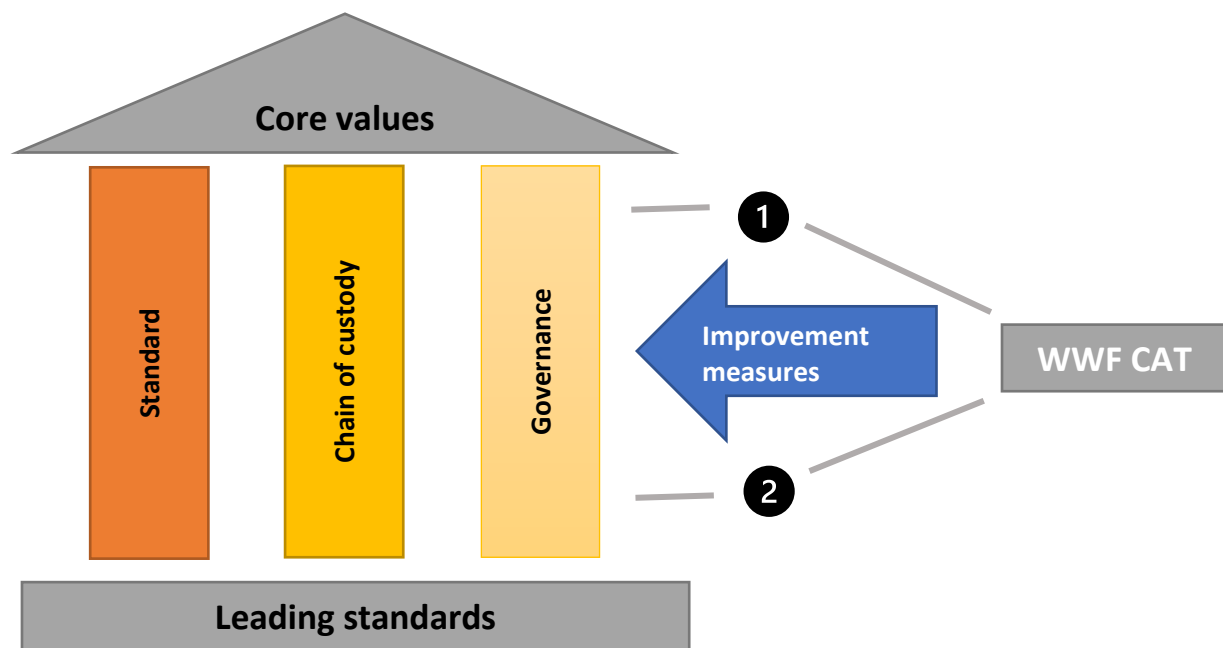 Core values
Standard
Chain of custody
Governance
1
Improvement
measures
WWF CAT
2
Leading standards